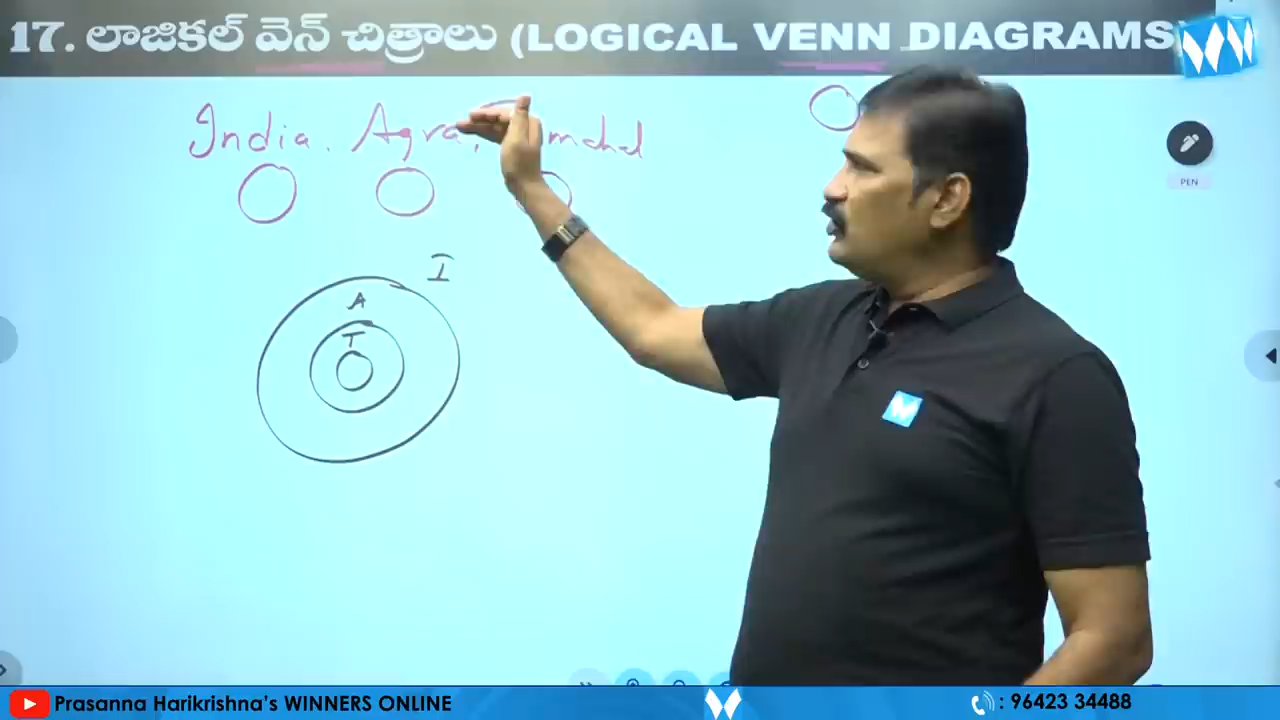 17. లాజికల్ వెన్ చిత్రాలు (LOGICAL VENN DIAGRAMS)
India. Agra,
I
A
T
PEN
Prasanna Harikrishna's WINNERS ONLINE
: 96423 34488